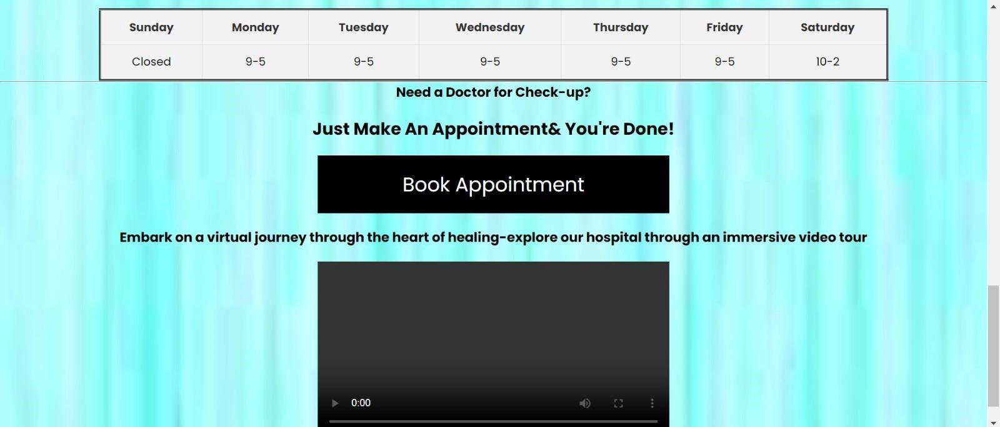 Sunday Monday Tuesday Wednesday Thursday Friday Saturday
Closed 9-5 9-5 9-5 9-5 9-5 10-2
Need a Doctor for Check-up?
Just Make An Appointment& You're Done!
Book Appointment
Embark on a virtual journey through the heart of healing-explore our hospital through an immersive video tour
0:00